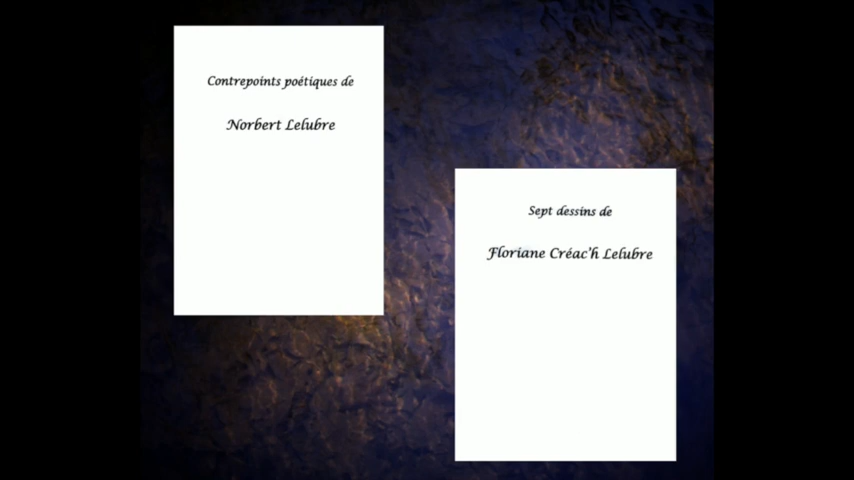 Contrepoints poétiques de
Norbert Lelubre
Sept dessins de
Floriane Créac'h Lelubre